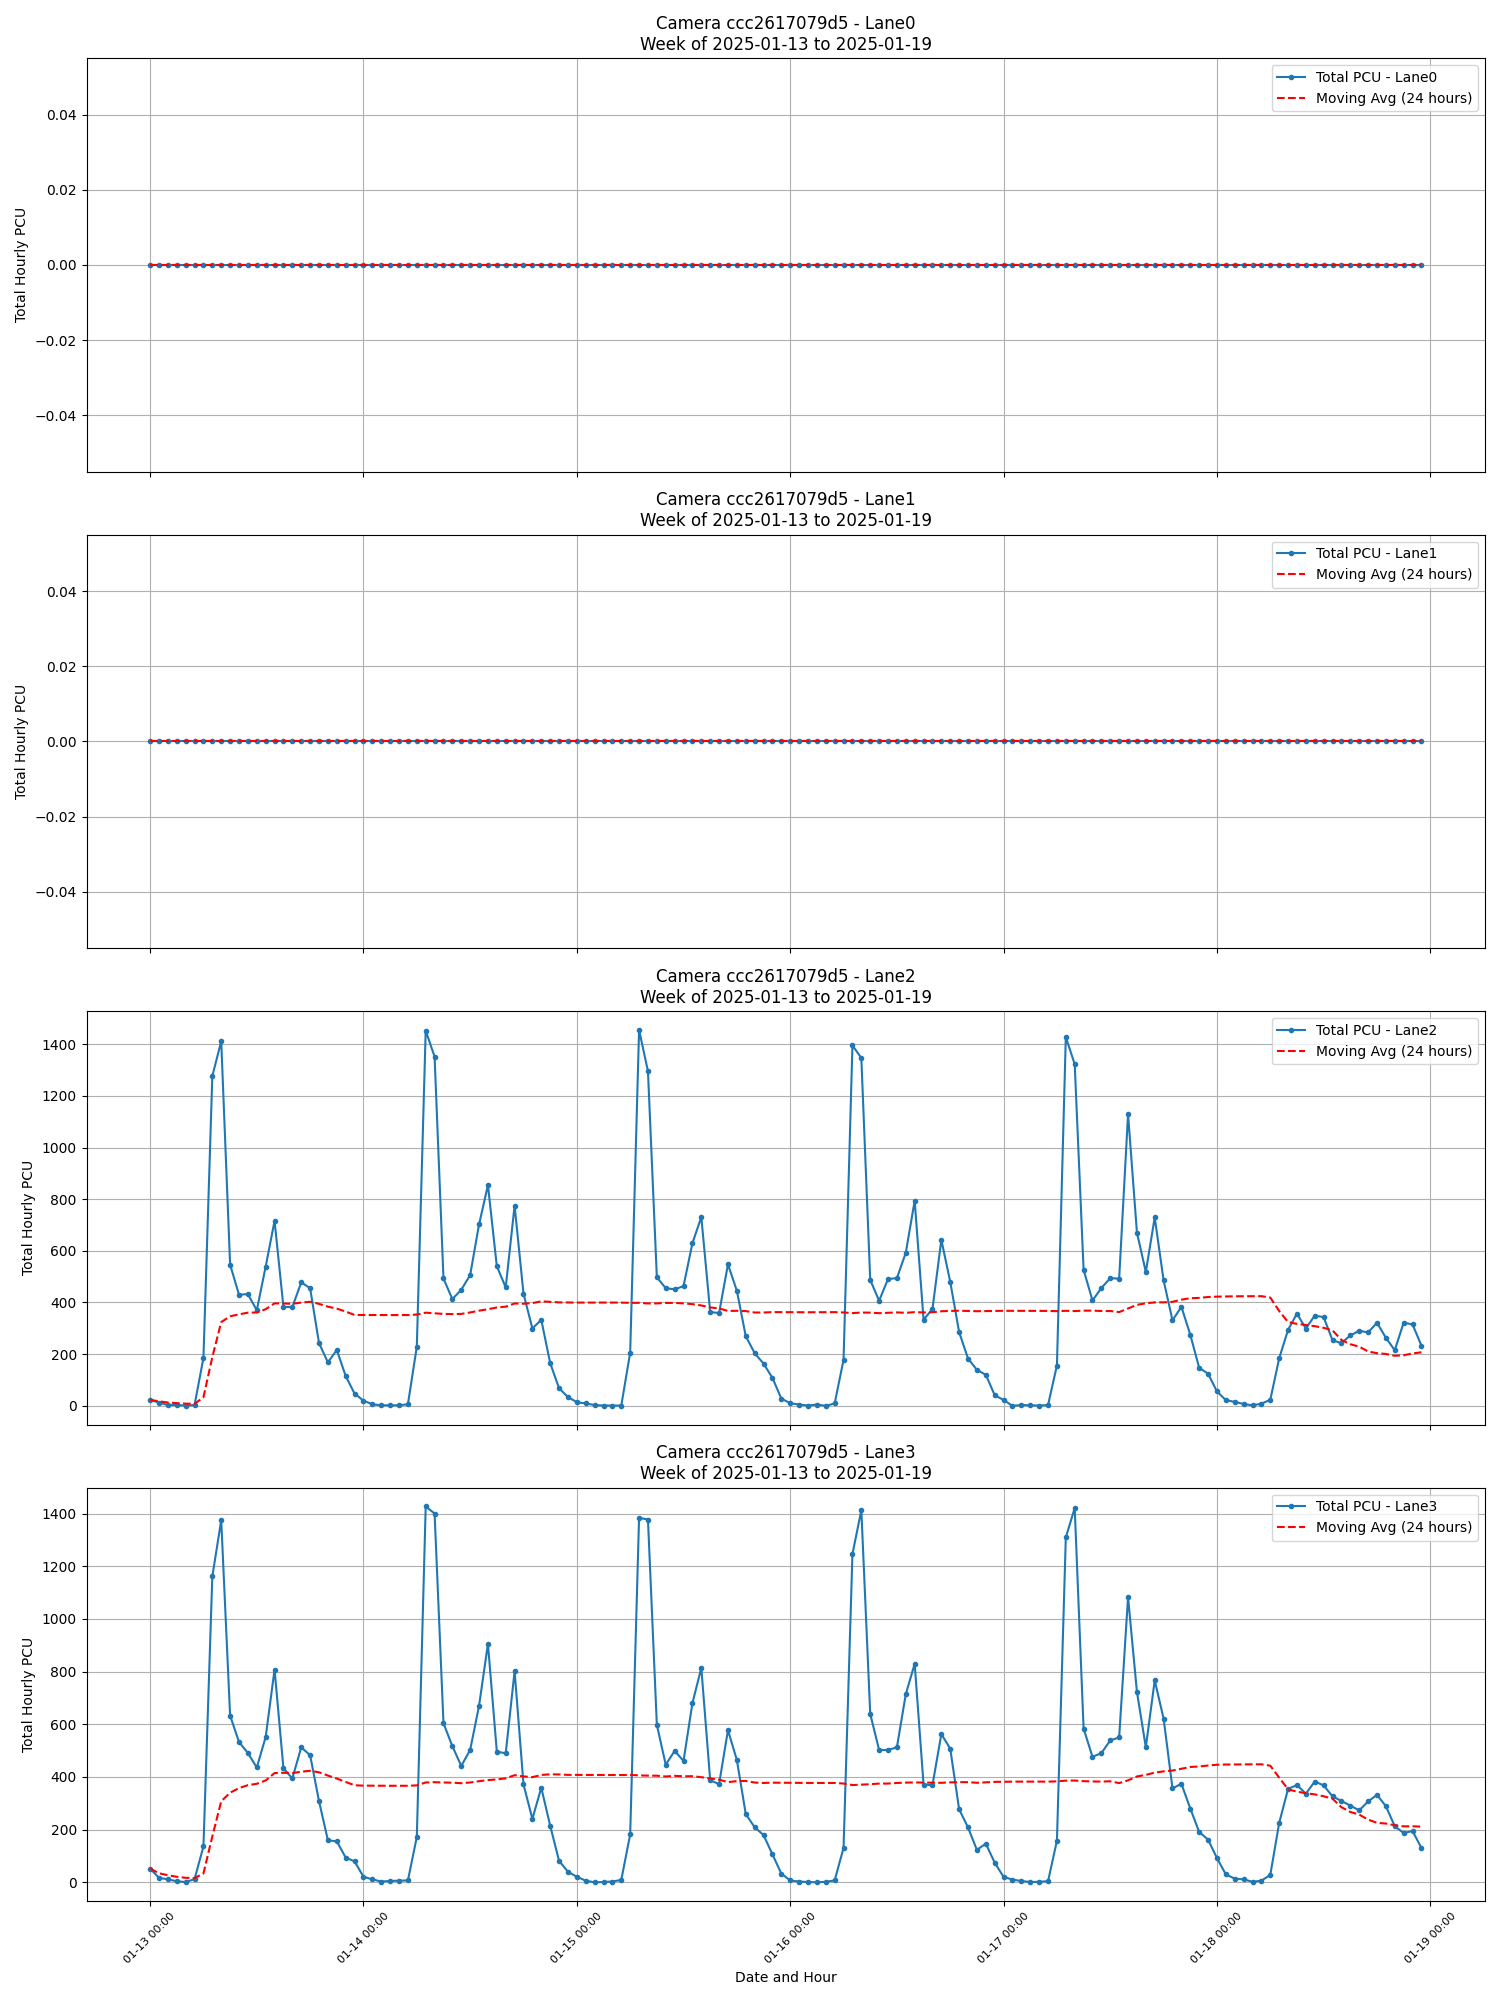 Camera ccc2617079d5 - Lane0
Week of 2025-01-13 to 2025-01-19
Total PCU - Lane0
Moving Avg (24 hours)
Total Hourly PCU
0.04
0.02
0.00
−0.02
−0.04
Camera ccc2617079d5 - Lane1
Week of 2025-01-13 to 2025-01-19
Total PCU - Lane1
Moving Avg (24 hours)
Total Hourly PCU
0.04
0.02
0.00
−0.02
−0.04
Camera ccc2617079d5 - Lane2
Week of 2025-01-13 to 2025-01-19
Total PCU - Lane2
Moving Avg (24 hours)
Total Hourly PCU
1400
1200
1000
800
600
400
200
0
Camera ccc2617079d5 - Lane3
Week of 2025-01-13 to 2025-01-19
Total PCU - Lane3
Moving Avg (24 hours)
Total Hourly PCU
1400
1200
1000
800
600
400
200
0
01-13 00:00
01-14 00:00
01-15 00:00
01-16 00:00
01-17 00:00
01-18 00:00
01-19 00:00
Date and Hour